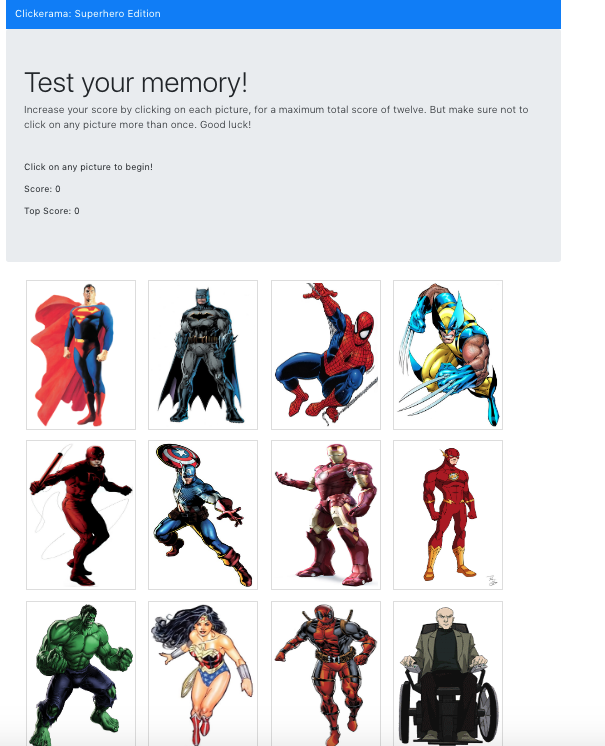 Clickerama: Superhero Edition
Test your memory!
Increase your score by clicking on each picture, for a maximum total score of twelve. But make sure not to
click on any picture more than once. Good luck!
Click on any picture to begin!
Score: 0
Top Score: 0